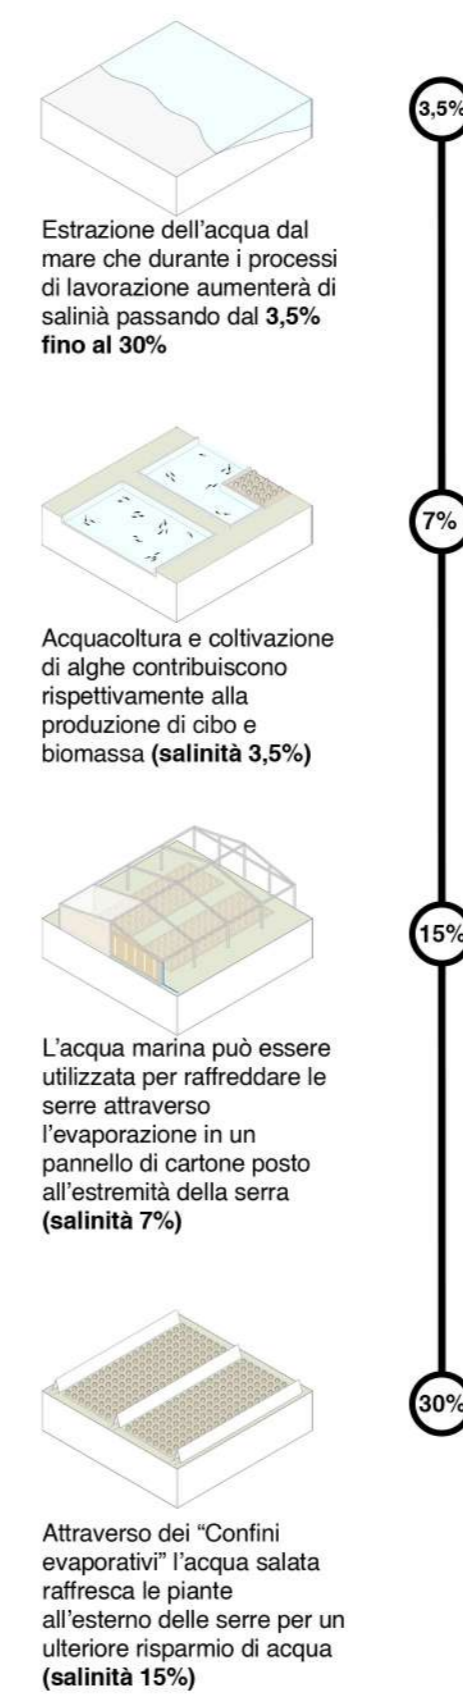 3,5%
Estrazione dell'acqua dal
mare che durante i processi
di lavorazione aumenterà di
salinià passando dal 3,5%
fino al 30%
7%
Acquacoltura e coltivazione
di alghe contribuiscono
rispettivamente alla
produzione di cibo e
biomassa (salinità 3,5%)
15%
L'acqua marina può essere
utilizzata per raffreddare le
serre attraverso
l'evaporazione in un
pannello di cartone posto
all'estremità della serra
(salinità 7%)
30%
Attraverso dei “Confini
evaporativi” l'acqua salata
raffresca le piante
all'esterno delle serre per un
ulteriore risparmio di acqua
(salinità 15%)